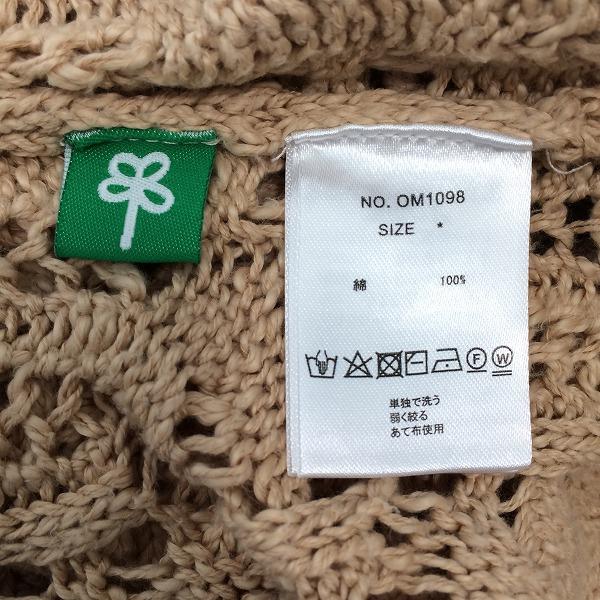 NO. OM1098
SIZE *
綿 100%
F W
単独で洗う
弱く絞る
あて布使用